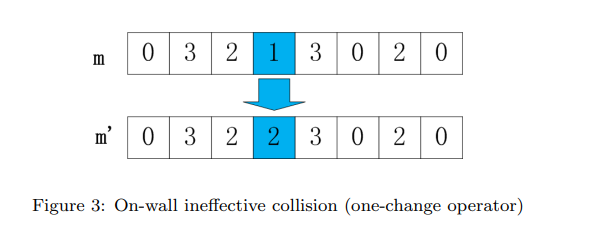 m 0 3 2 1 3 0 2 0
m' 0 3 2 2 3 0 2 0
Figure 3: On-wall ineffective collision (one-change operator)